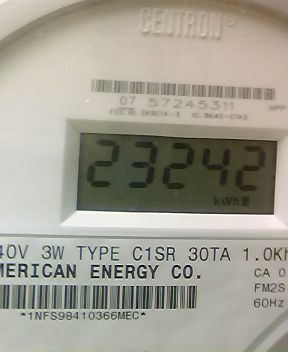 CENTRON
07 57245311
23242
kWh
40V 3W TYPE C1SR 30TA 1.0Kh
MERICAN ENERGY CO. CA 0
FM2S
60Hz
*1NFS98410366MEC*